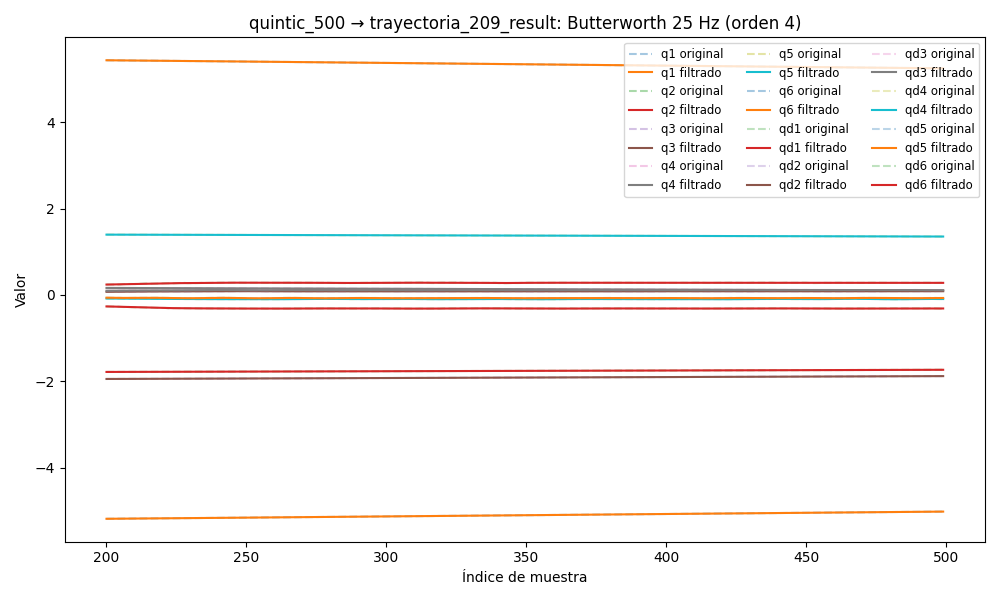 quintic_500 → trayectoria_209_result: Butterworth 25 Hz (orden 4)
q1 original
q1 filtrado
q2 original
q2 filtrado
q3 original
q3 filtrado
q4 original
q4 filtrado
q5 original
q5 filtrado
q6 original
q6 filtrado
qd1 original
qd1 filtrado
qd2 original
qd2 filtrado
qd3 original
qd3 filtrado
qd4 original
qd4 filtrado
qd5 original
qd5 filtrado
qd6 original
qd6 filtrado
Valor
4
2
0
−2
−4
200
250
300
350
400
450
500
Índice de muestra